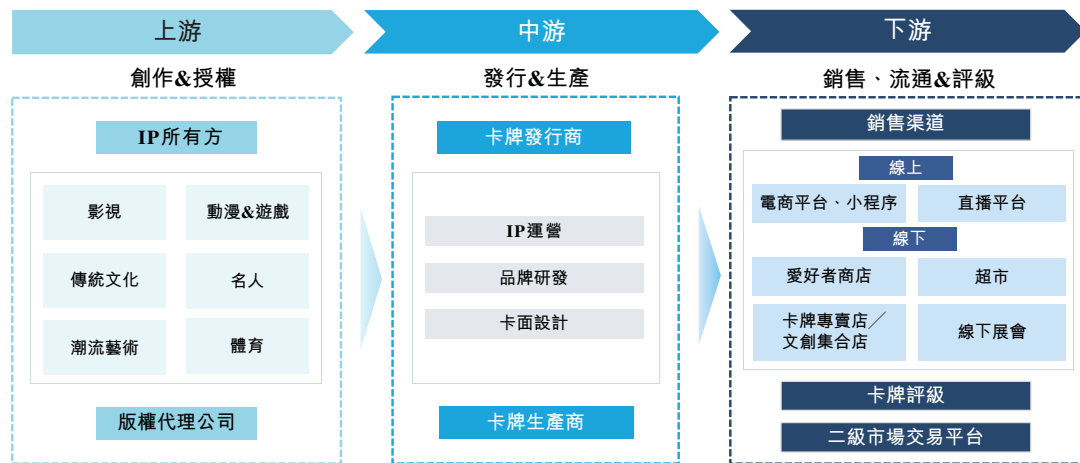 上游
創作&授權
IP所有方
影視
動漫&遊戲
傳統文化
名人
潮流藝術
體育
版權代理公司
中游
發行&生產
卡牌發行商
IP運營
品牌研發
卡面設計
卡牌生產商
下游
銷售、流通&評級
銷售渠道
線上
電商平台、小程序
直播平台
線下
愛好者商店
超市
卡牌專賣店／
文創集合店
線下展會
卡牌評級
二級市場交易平台